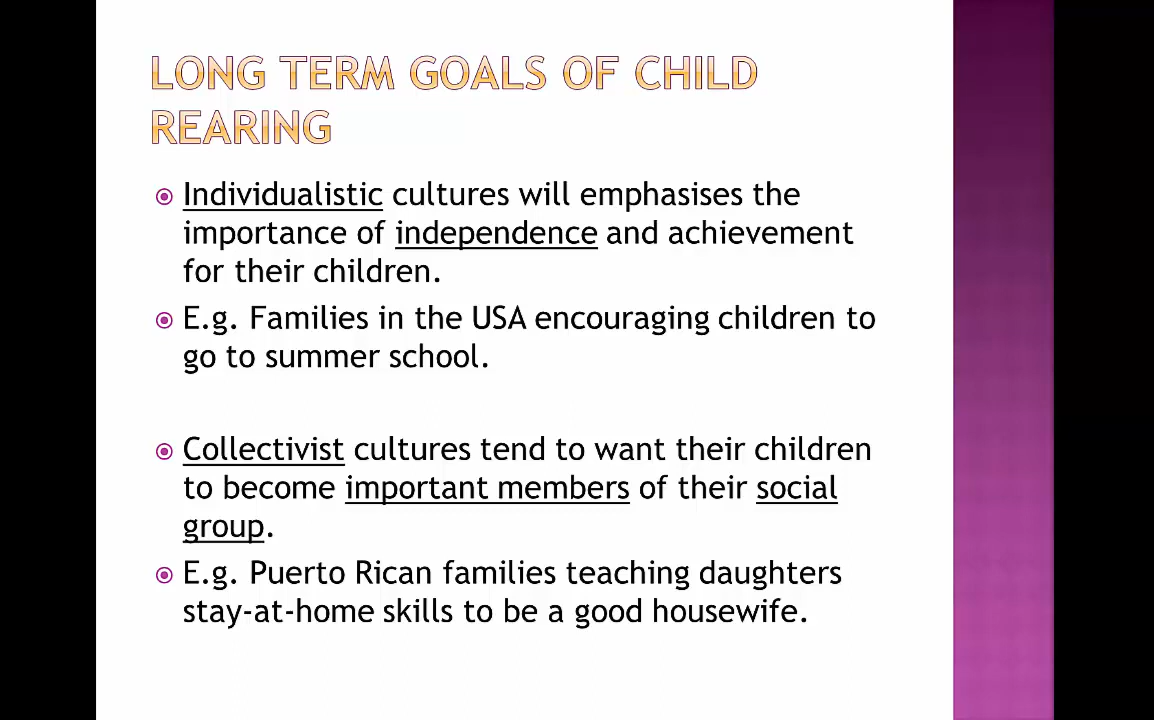 LONG TERM GOALS OF CHILD
REARING
Individualistic cultures will emphasises the
importance of independence and achievement
for their children.
E.g. Families in the USA encouraging children to
go to summer school.
Collectivist cultures tend to want their children
to become important members of their social
group.
E.g. Puerto Rican families teaching daughters
stay-at-home skills to be a good housewife.